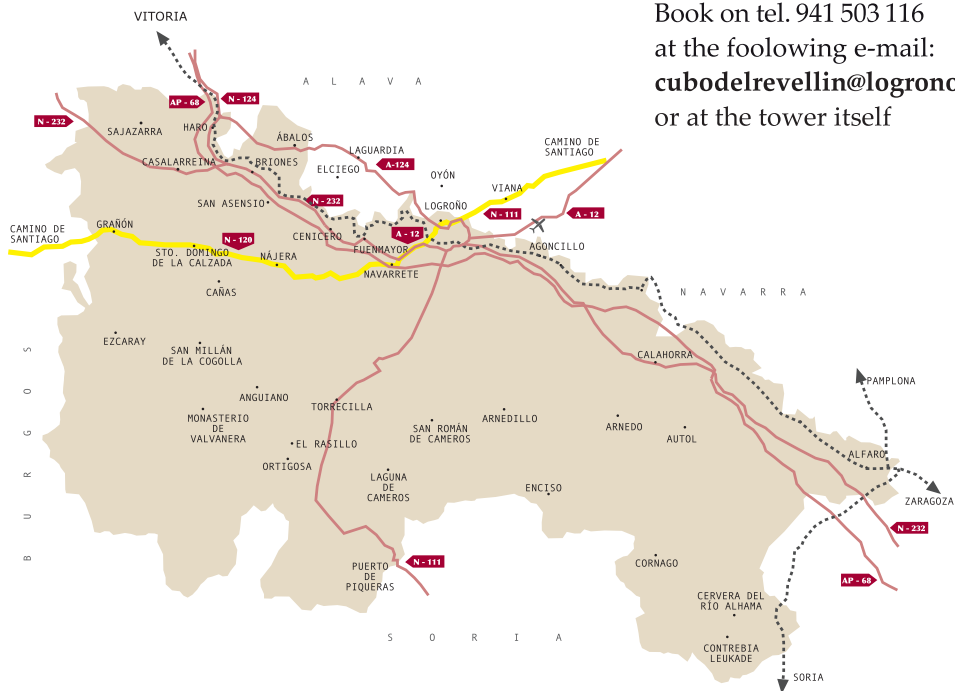 Book on tel. 941 503 116
at the foolowing e-mail:
cubodelrevellin@logrono
or at the tower itself
VITORIA
A L A V A
AP - 68
N - 124
N - 232
SAJAZARRA
HARO
ÁBALOS
LAGUARDIA
A-124
CAMINO DE
SANTIAGO
CASALARREINA
BRIONES
ELCIEGO
OYÓN
VIANA
SAN ASENSIO
N - 232
LOGROÑO
N - 111
A - 12
CAMINO DE
SANTIAGO
GRAÑÓN
N - 120
CENICERO
A - 12
FUENMAYOR
AGONCILLO
STO. DOMINGO
DE LA CALZADA
NÁJERA
NAVARRETE
CAÑAS
N A V A R R A
EZCARAY
SAN MILLÁN
DE LA COGOLLA
CALAHORRA
PAMPLONA
ANGUIANO
TORRECILLA
MONASTERIO
DE
VALVANERA
SAN ROMÁN
DE CAMEROS
ARNEDILLO
ARNEDO
AUTOL
EL RASILLO
ORTIGOSA
ALFARO
LAGUNA
DE
CAMEROS
ENCISO
ZARAGOZA
N - 232
B U R G O S
PUERTO
DE
PIQUERAS
N - 111
CORNAGO
AP - 68
CERVERA DEL
RÍO ALHAMA
S O R I A
CONTREBIA
LEUKADE
SORIA